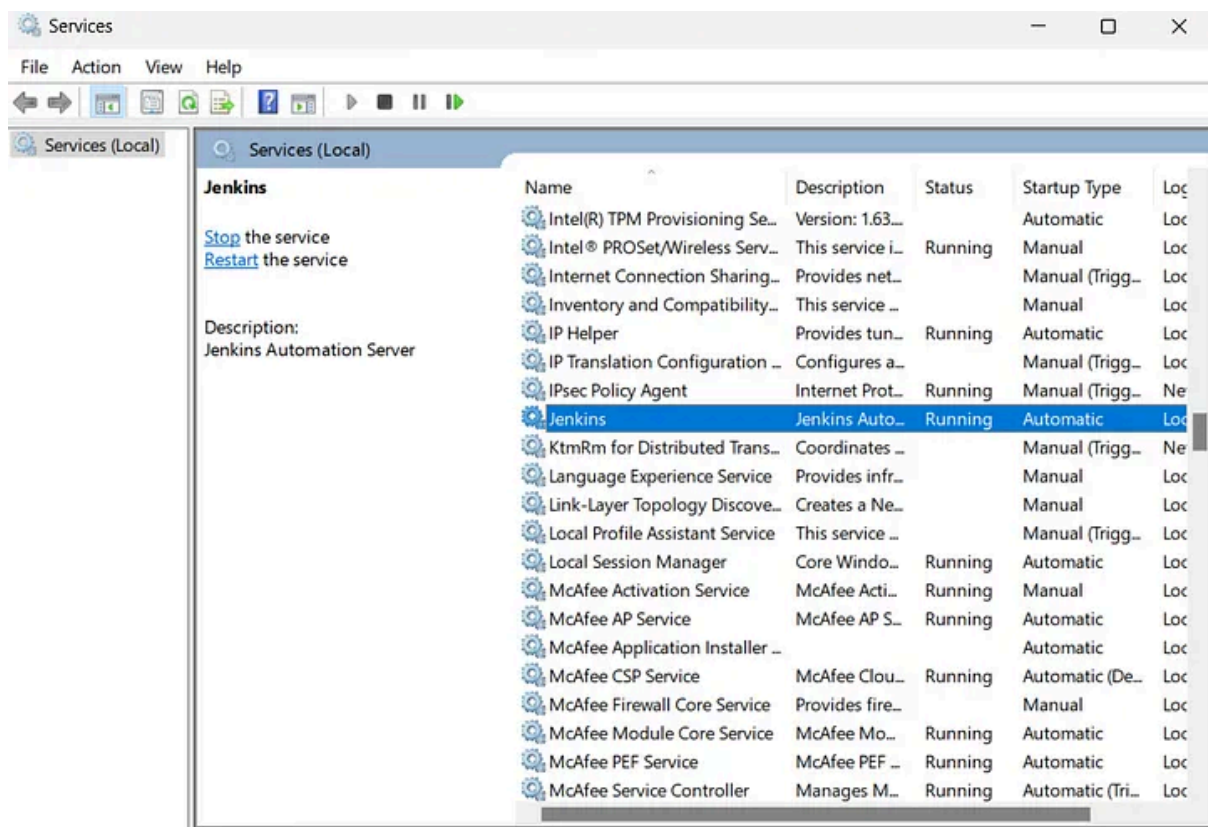 Services
File Action View Help
Services (Local)
Services (Local)
Jenkins
Stop the service
Restart the service
Description:
Jenkins Automation Server
Name Description Status Startup Type Log
Intel(R) TPM Provisioning Se... Version: 1.63... Automatic Loc
Intel® PROSet/Wireless Serv... This service i... Running Manual Loc
Internet Connection Sharing... Provides net... Manual (Trigg... Loc
Inventory and Compatibility... This service ... Manual Loc
IP Helper Provides tun... Running Automatic Loc
IP Translation Configuration ... Configures a... Manual (Trigg... Loc
IPsec Policy Agent Internet Prot... Running Manual (Trigg... Ne
Jenkins Jenkins Auto... Running Automatic Loc
KtmRm for Distributed Trans... Coordinates ... Manual (Trigg... Ne
Language Experience Service Provides infr... Manual Loc
Link-Layer Topology Discove... Creates a Ne... Manual Loc
Local Profile Assistant Service This service ... Manual (Trigg... Loc
Local Session Manager Core Windo... Running Automatic Loc
McAfee Activation Service McAfee Acti... Running Manual Loc
McAfee AP Service McAfee AP S... Running Automatic Loc
McAfee Application Installer ... Automatic Loc
McAfee CSP Service McAfee Clou... Running Automatic (De... Loc
McAfee Firewall Core Service Provides fire... Manual Loc
McAfee Module Core Service McAfee Mo... Running Automatic Loc
McAfee PEF Service McAfee PEF ... Running Automatic Loc
McAfee Service Controller Manages M... Running Automatic (Tri... Loc